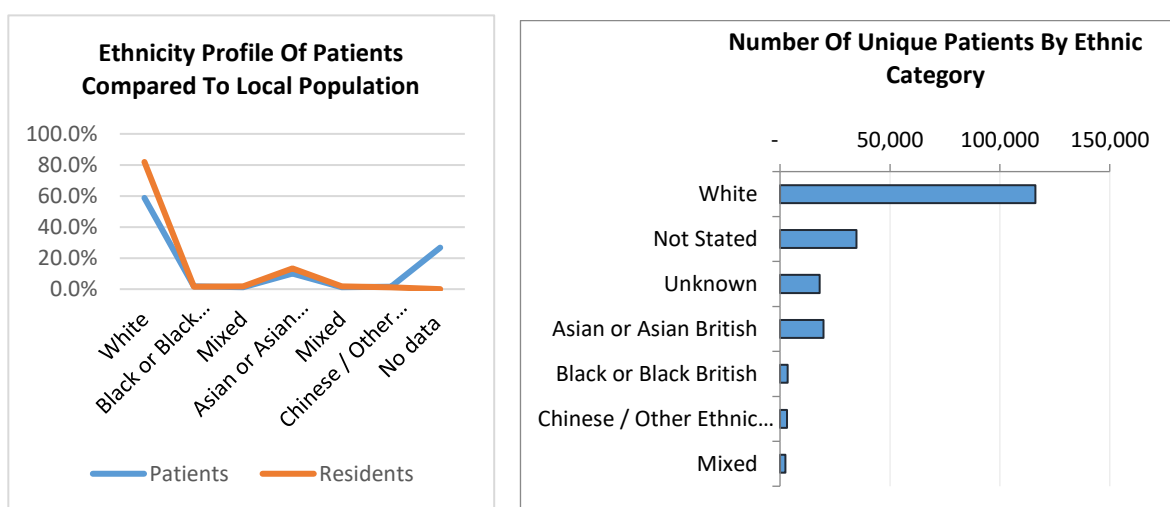 Ethnicity Profile Of Patients
Compared To Local Population
100.0%
80.0%
60.0%
40.0%
20.0%
0.0%
White
Black or Black...
Mixed
Asian or Asian...
Mixed
Chinese / Other...
No data
Patients
Residents
Number Of Unique Patients By Ethnic
Category
- 50,000 100,000 150,000
White
Not Stated
Unknown
Asian or Asian British
Black or Black British
Chinese / Other Ethnic...
Mixed